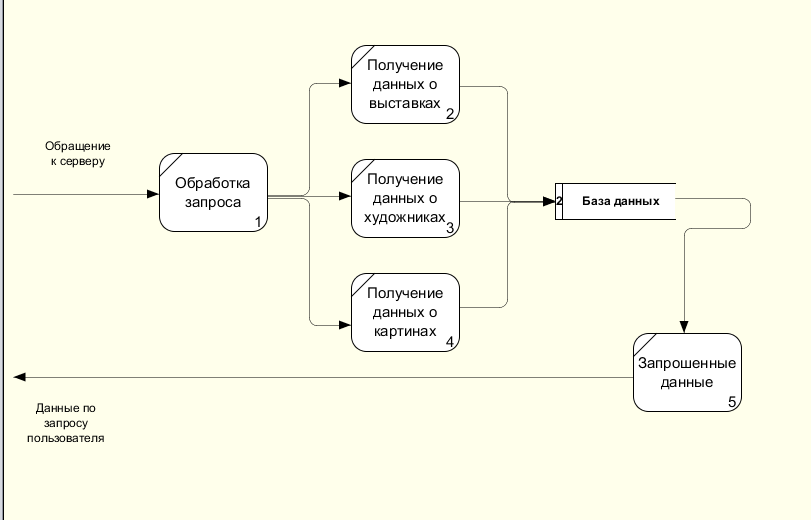 Обращение
к серверу
Обработка
запроса
1
Получение
данных о
выставках
2
Получение
данных о
художниках
3
Получение
данных о
картинах
4
2
База данных
Запрошенные
данные
5
Данные по
запросу
пользователя